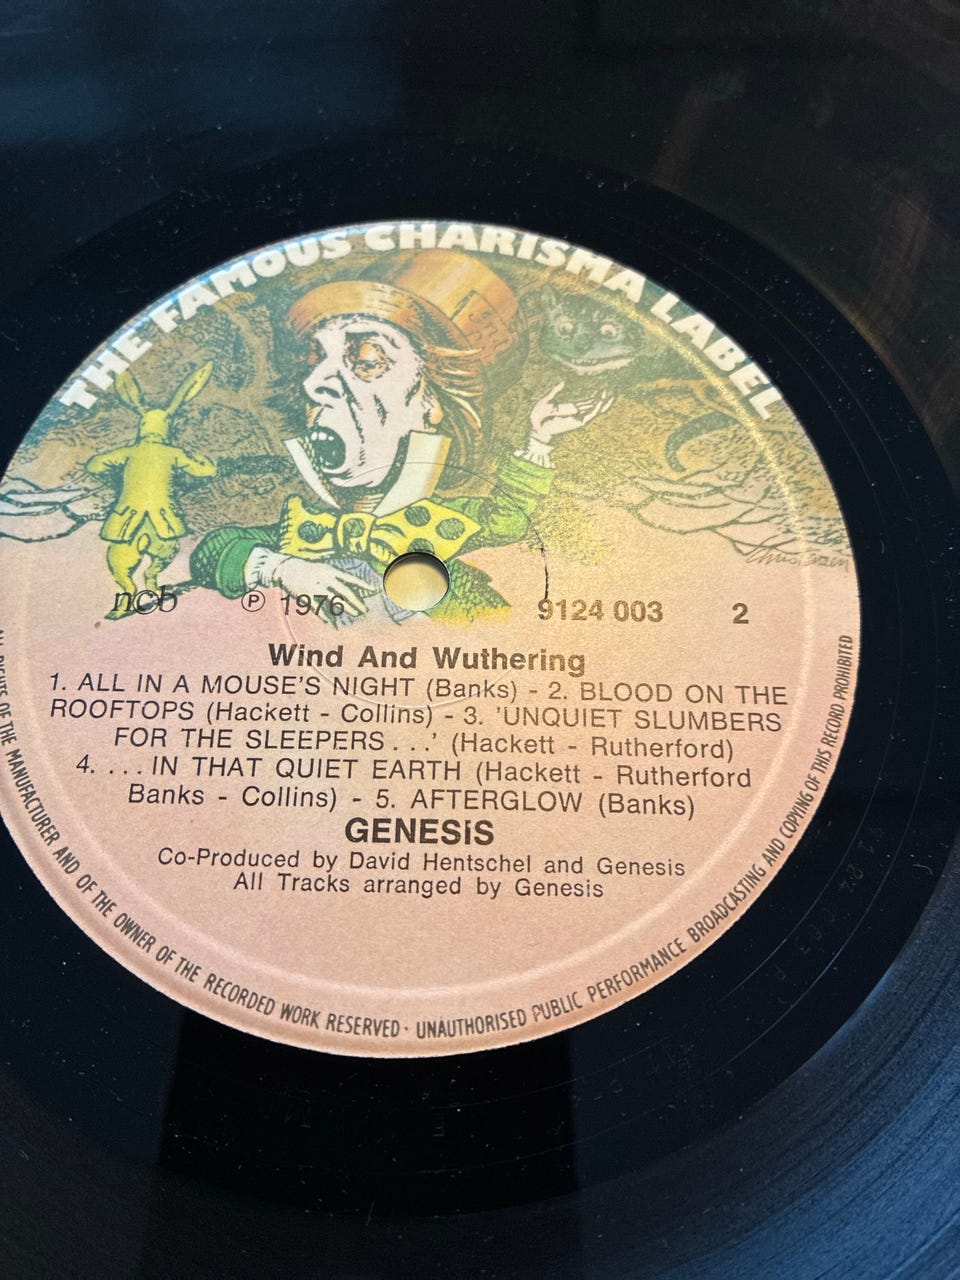 THE FAMOUS CHARISMA LABEL
ncb ℗ 1976 9124 003 2
Wind And Wuthering
1. ALL IN A MOUSE'S NIGHT (Banks) - 2. BLOOD ON THE
ROOFTOPS (Hackett - Collins) - 3. 'UNQUIET SLUMBERS
FOR THE SLEEPERS . . .' (Hackett - Rutherford)
4. . . . IN THAT QUIET EARTH (Hackett - Rutherford
Banks - Collins) - 5. AFTERGLOW (Banks)
GENESIS
Co-Produced by David Hentschel and Genesis
All Tracks arranged by Genesis
RIGHTS OF THE MANUFACTURER AND OF THE OWNER OF THE RECORDED WORK RESERVED · UNAUTHORISED PUBLIC PERFORMANCE BROADCASTING AND COPYING OF THIS RECORD PROHIBITED